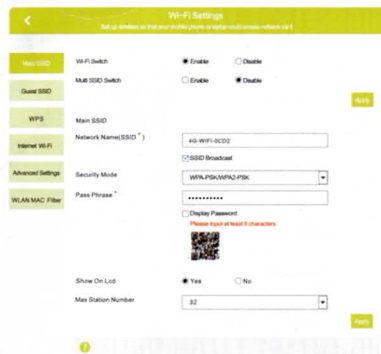 Wi-Fi Settings
Set up wireless so that your mobile phone or laptop could access network via it
Main SSID
Guest SSID
WPS
Internet Wi-Fi
Advanced Settings
WLAN MAC Filter
Wi-Fi Switch
Enable
Disable
Multi SSID Switch
Enable
Disable
Apply
Main SSID
Network Name(SSID*)
4G-WIFI-0CD2
SSID Broadcast
Security Mode
WPA-PSK/WPA2-PSK
Pass Phrase *
••••••••••
Display Password
Please input at least 8 characters
Show On Lcd
Yes
No
Max Station Number
32
Apply
?